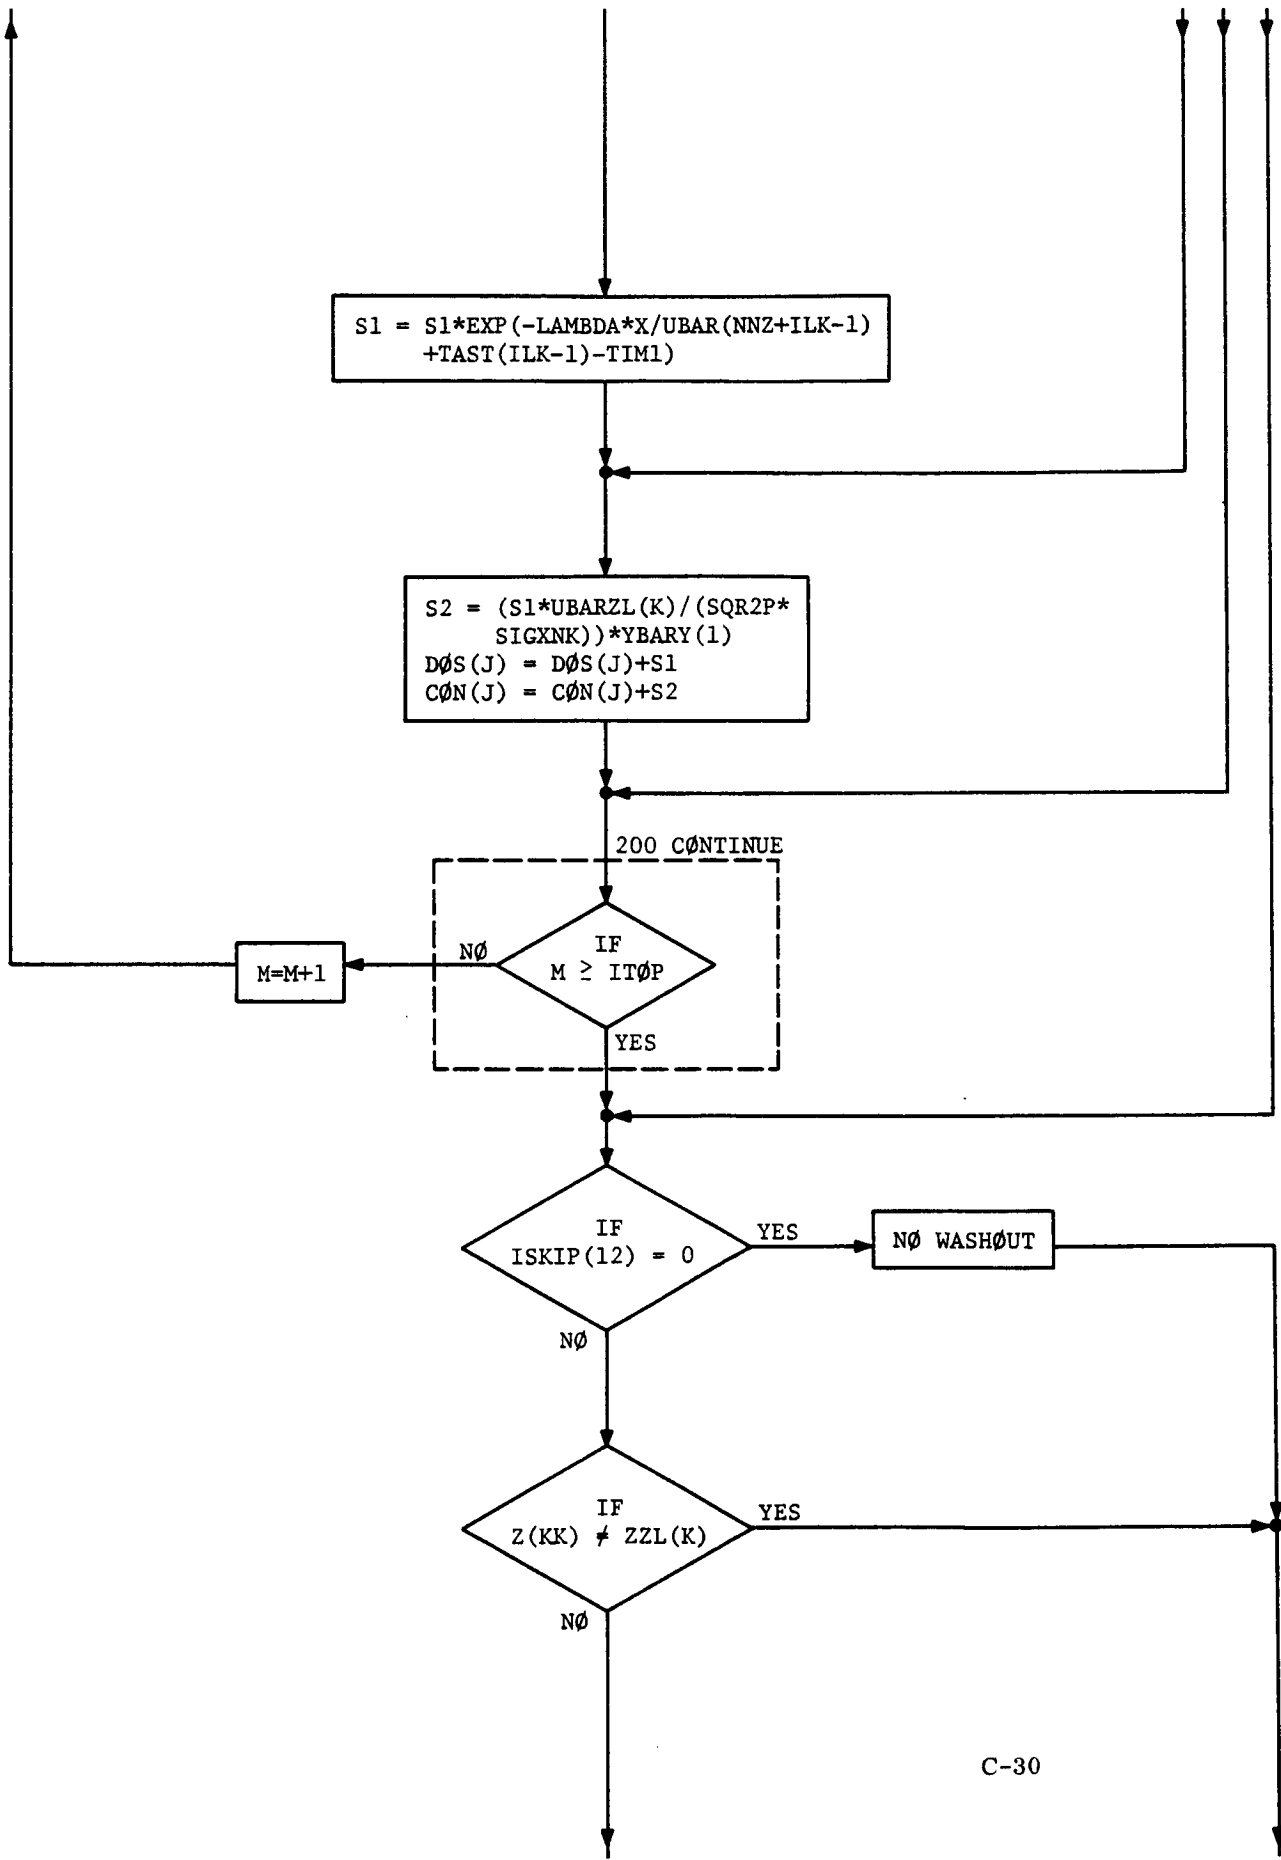 S1 = S1*EXP(-LAMBDA*X/UBAR(NNZ+ILK-1)
+TAST(ILK-1)-TIM1)
S2 = (S1*UBARZL(K)/(SQR2P*
SIGXNK))*YBARY(1)
DØS(J) = DØS(J)+S1
CØN(J) = CØN(J)+S2
200 CØNTINUE
IF
M ≥ ITØP
NØ
M=M+1
YES
IF
ISKIP(12) = 0
YES
NØ WASHØUT
NØ
IF
Z(KK) ≠ ZZL(K)
YES
NØ
C-30